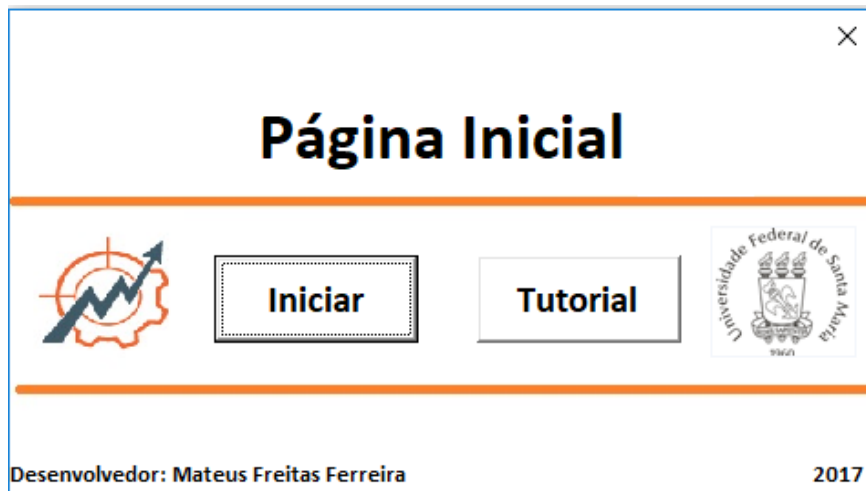 Página Inicial
Iniciar
Tutorial
Universidade Federal de Santa Maria
1960
Desenvolvedor: Mateus Freitas Ferreira
2017